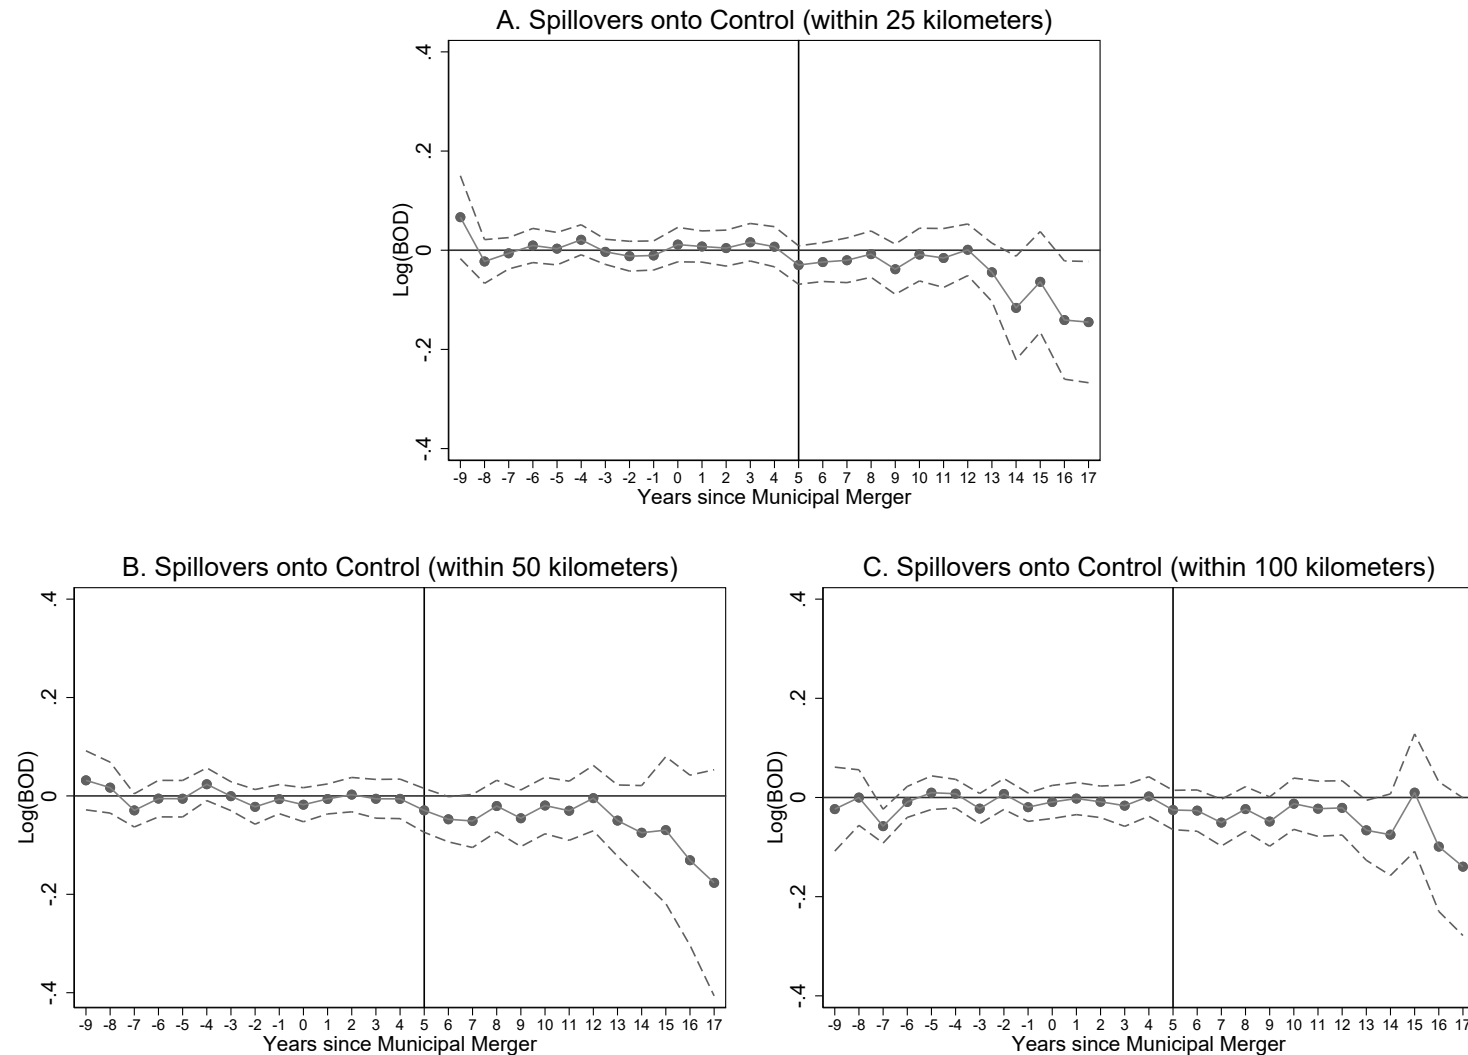 A. Spillovers onto Control (within 25 kilometers)
.4
.2
0
-.2
-.4
Log(BOD)
-9 -8 -7 -6 -5 -4 -3 -2 -1 0 1 2 3 4 5 6 7 8 9 10 11 12 13 14 15 16 17
Years since Municipal Merger
B. Spillovers onto Control (within 50 kilometers)
.4
.2
0
-.2
-.4
Log(BOD)
-9 -8 -7 -6 -5 -4 -3 -2 -1 0 1 2 3 4 5 6 7 8 9 10 11 12 13 14 15 16 17
Years since Municipal Merger
C. Spillovers onto Control (within 100 kilometers)
.4
.2
0
-.2
-.4
Log(BOD)
-9 -8 -7 -6 -5 -4 -3 -2 -1 0 1 2 3 4 5 6 7 8 9 10 11 12 13 14 15 16 17
Years since Municipal Merger